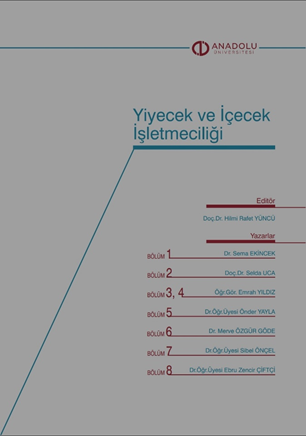 ANADOLU
ÜNİVERSİTESİ
Yiyecek ve İçecek
İşletmeciliği
Editör
Doç.Dr. Hilmi Rafet YÜNCÜ
Yazarlar
BÖLÜM 1 Dr. Sema EKİNCEK
BÖLÜM 2 Doç.Dr. Selda UCA
BÖLÜM 3, 4 Öğr.Gör. Emrah YILDIZ
BÖLÜM 5 Dr.Öğr.Üyesi Önder YAYLA
BÖLÜM 6 Dr. Merve ÖZGÜR GÖDE
BÖLÜM 7 Dr.Öğr.Üyesi Sibel ÖNÇEL
BÖLÜM 8 Dr.Öğr.Üyesi Ebru Zencir ÇİFTÇİ